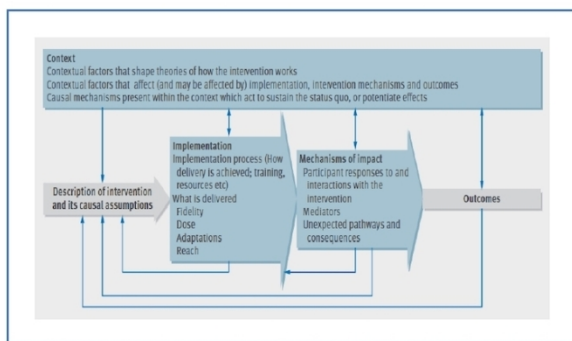 Context
Contextual factors that shape theories of how the intervention works
Contextual factors that affect (and may be affected by) implementation, intervention mechanisms and outcomes
Causal mechanisms present within the context which act to sustain the status quo, or potentiate effects
Description of intervention
and its causal assumptions
Implementation
Implementation process (How
delivery is achieved; training,
resources etc)
What is delivered
Fidelity
Dose
Adaptations
Reach
Mechanisms of impact
Participant responses to and
interactions with the
intervention
Mediators
Unexpected pathways and
consequences
Outcomes